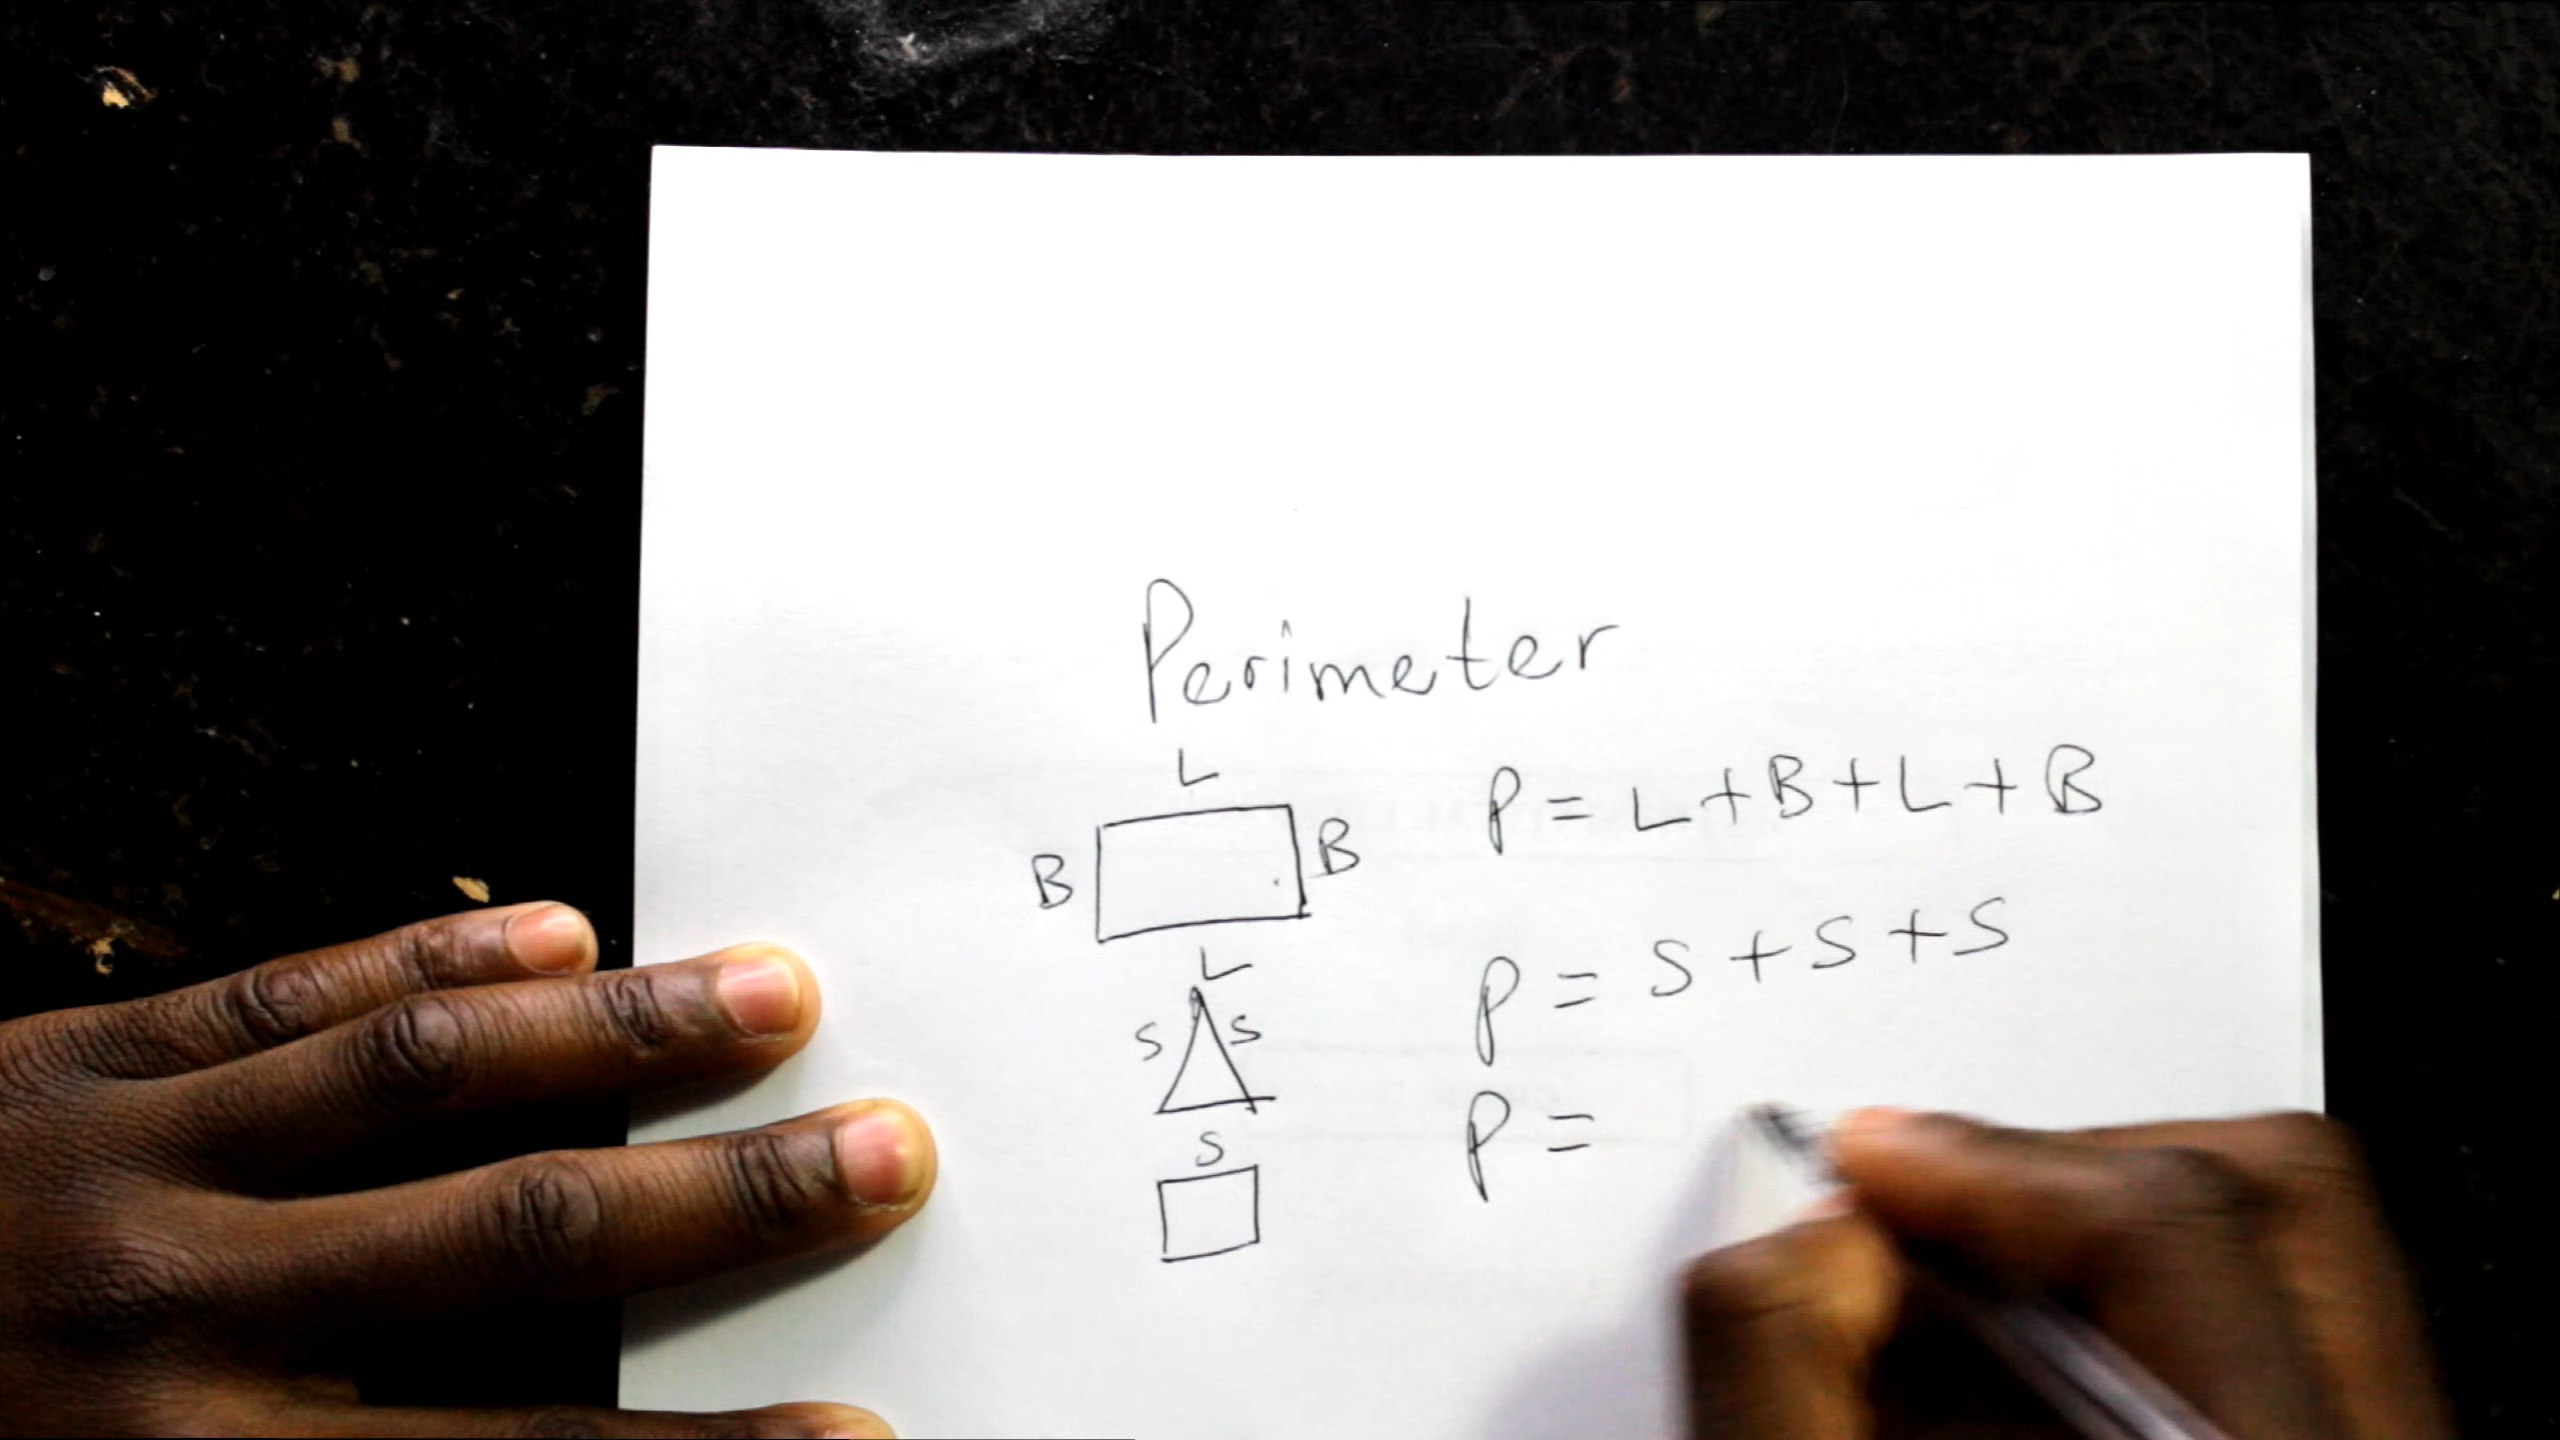 Perimeter
L
B B P = L + B + L + B
L
S S P = S + S + S
S P =